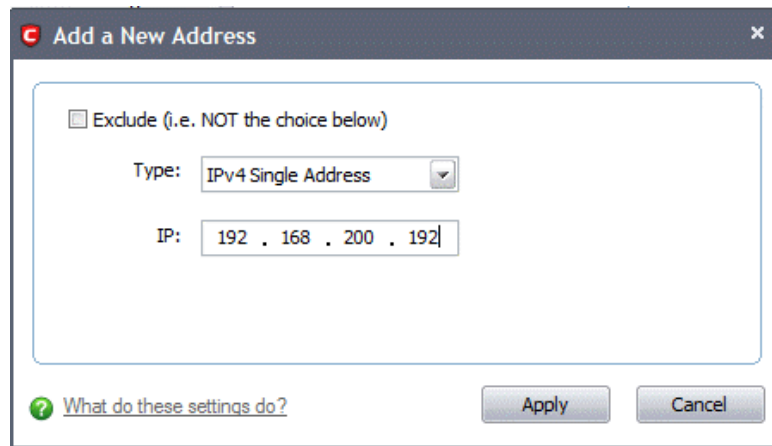 Add a New Address
Exclude (i.e. NOT the choice below)
Type: IPv4 Single Address
IP: 192 . 168 . 200 . 192
What do these settings do?
Apply
Cancel